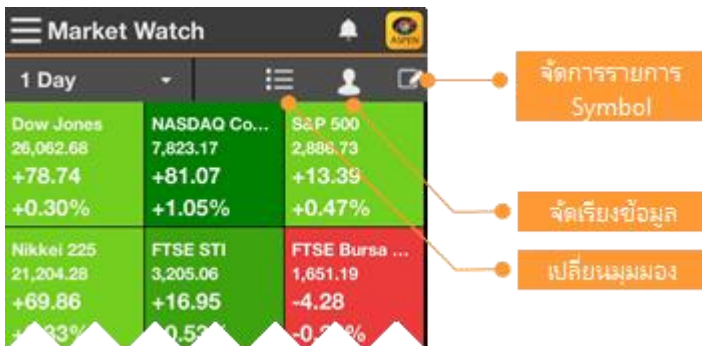 Market Watch
ASPEN
1 Day
Dow Jones
26,062.68
+78.74
+0.30%
NASDAQ Co...
7,823.17
+81.07
+1.05%
S&P 500
2,886.73
+13.39
+0.47%
Nikkei 225
21,204.28
+69.86
FTSE STI
3,205.06
+16.95
FTSE Bursa ...
1,651.19
-4.28
จัดการรายการ
Symbol
จัดเรียงข้อมูล
เปลี่ยนมุมมอง